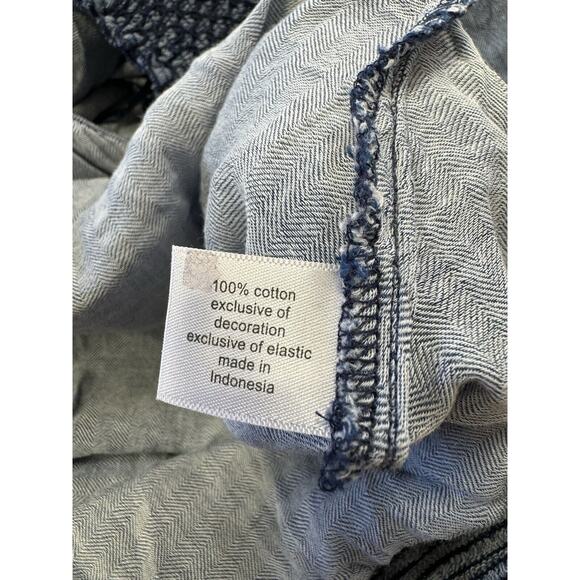 100% cotton
exclusive of
decoration
exclusive of elastic
made in
Indonesia